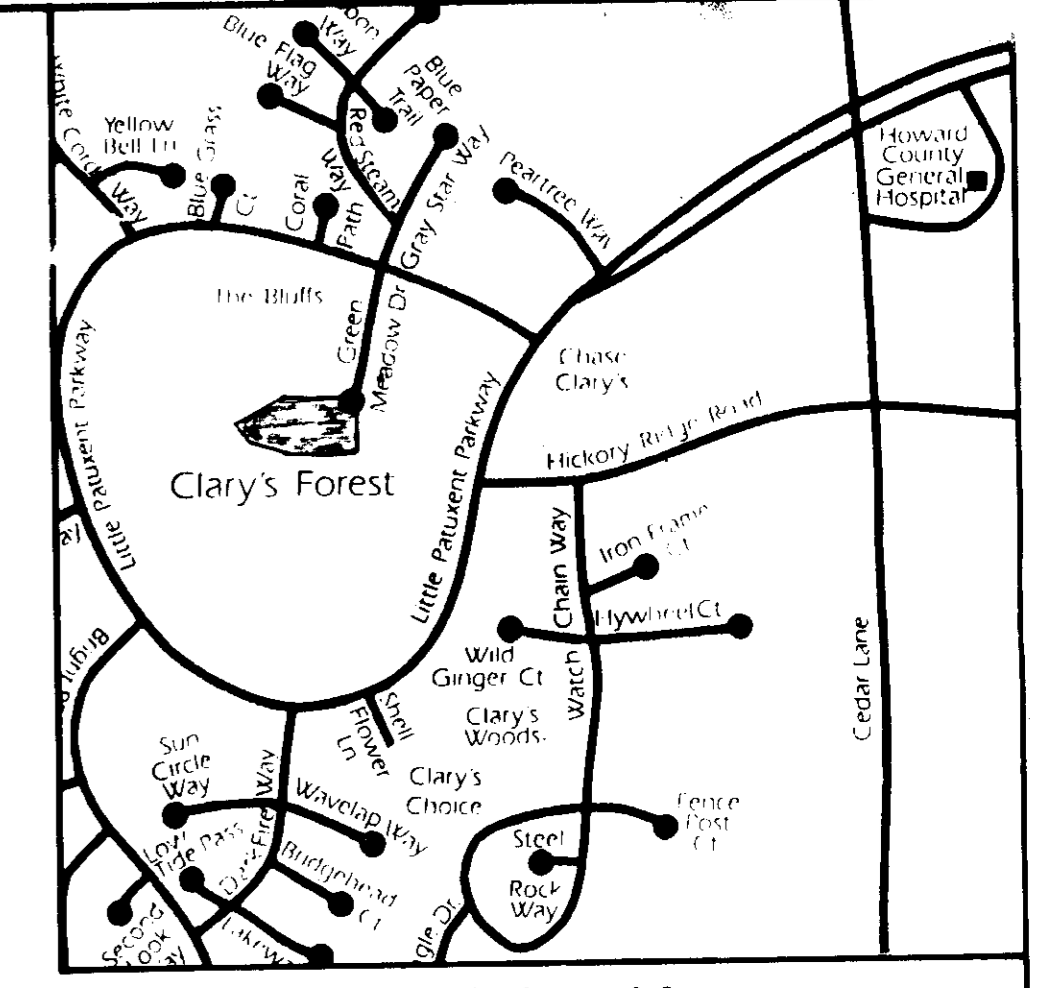 Way
Blue Flag
Way
Blue
Paper
Trail
Yellow
Bell Ln
Way
Blue Grass
Ct
Coral
Way
Path
Red Steam
Gray Star Way
Peartree Way
Howard
County
General
Hospital
The Bluffs
Green
Meadow Dr
Chase
Clary's
Little Patuxent Parkway
Little Patuxent Parkway
Hickory Ridge Road
Clary's Forest
Chain Way
Watch
Iron Frame
Ct
Flywheel Ct
Wild
Ginger Ct
Clary's
Woods
Cedar Lane
Shell
Flower
Ln
Sun
Circle
Way
Clary's
Choice
Wavelap Way
Low
Tide Pass
Dark Fire Way
Bridgehead
Ct
Fence
Post
Ct
Steel
Rock
Way
gle Dr.
Second
Look